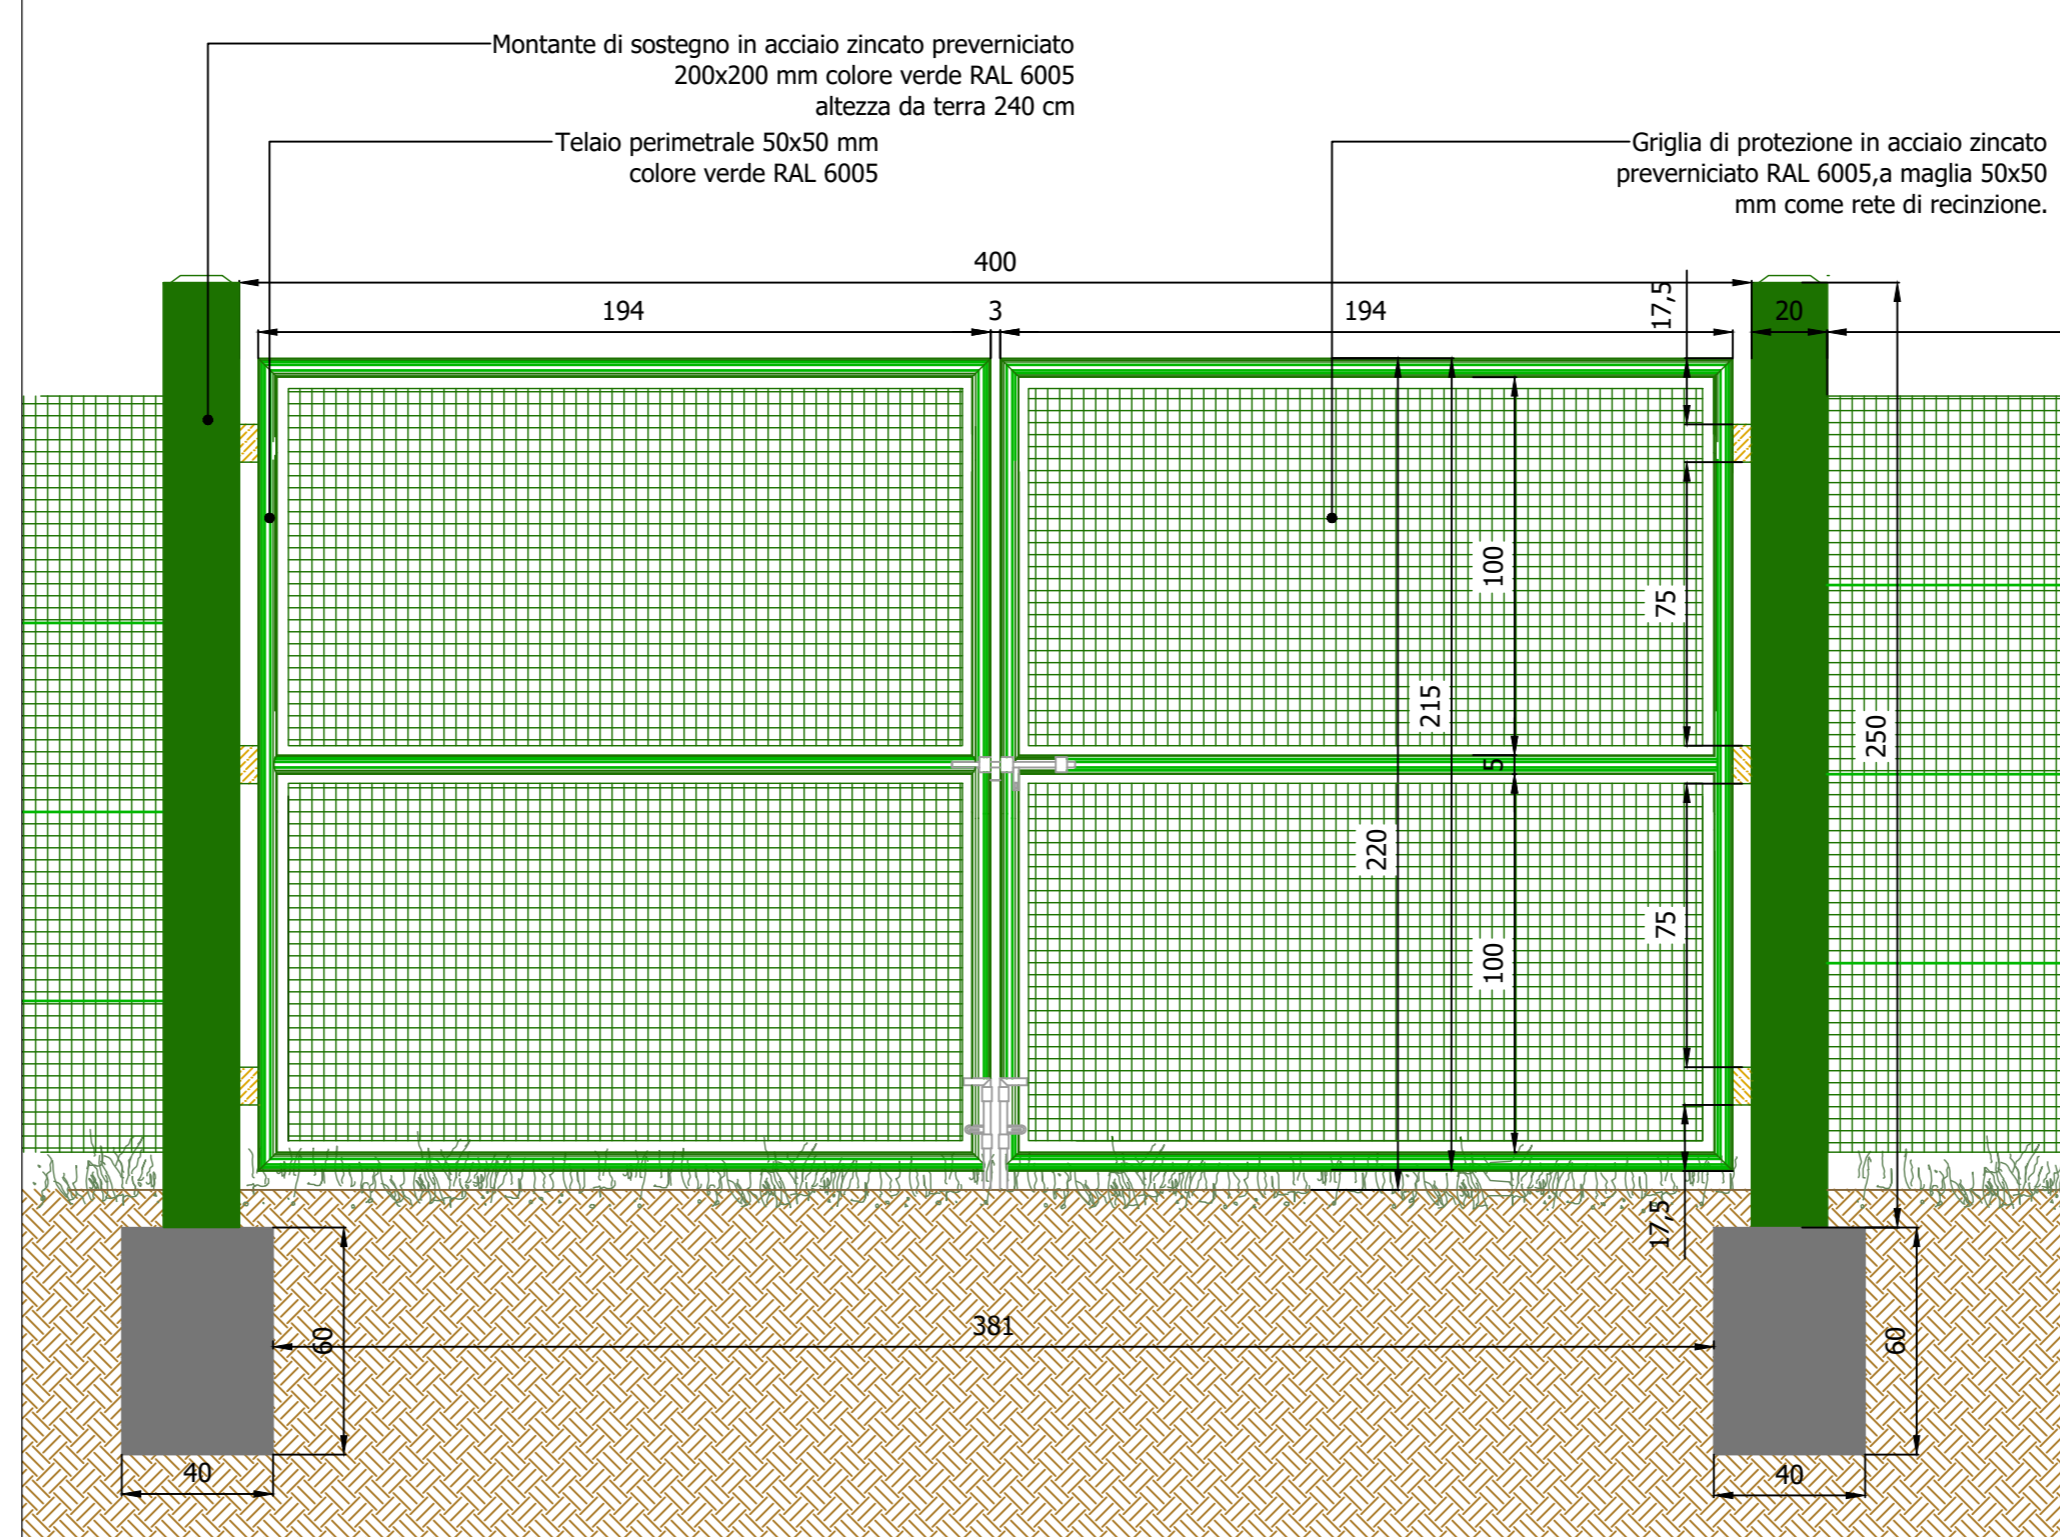 Montante di sostegno in acciaio zincato preverniciato
200x200 mm colore verde RAL 6005
altezza da terra 240 cm
Telaio perimetrale 50x50 mm
colore verde RAL 6005
Griglia di protezione in acciaio zincato
preverniciato RAL 6005,a maglia 50x50
mm come rete di recinzione.
400
194
3
194
17,5
20
100
75
215
250
5
220
75
100
17,5
381
60
60
40
40